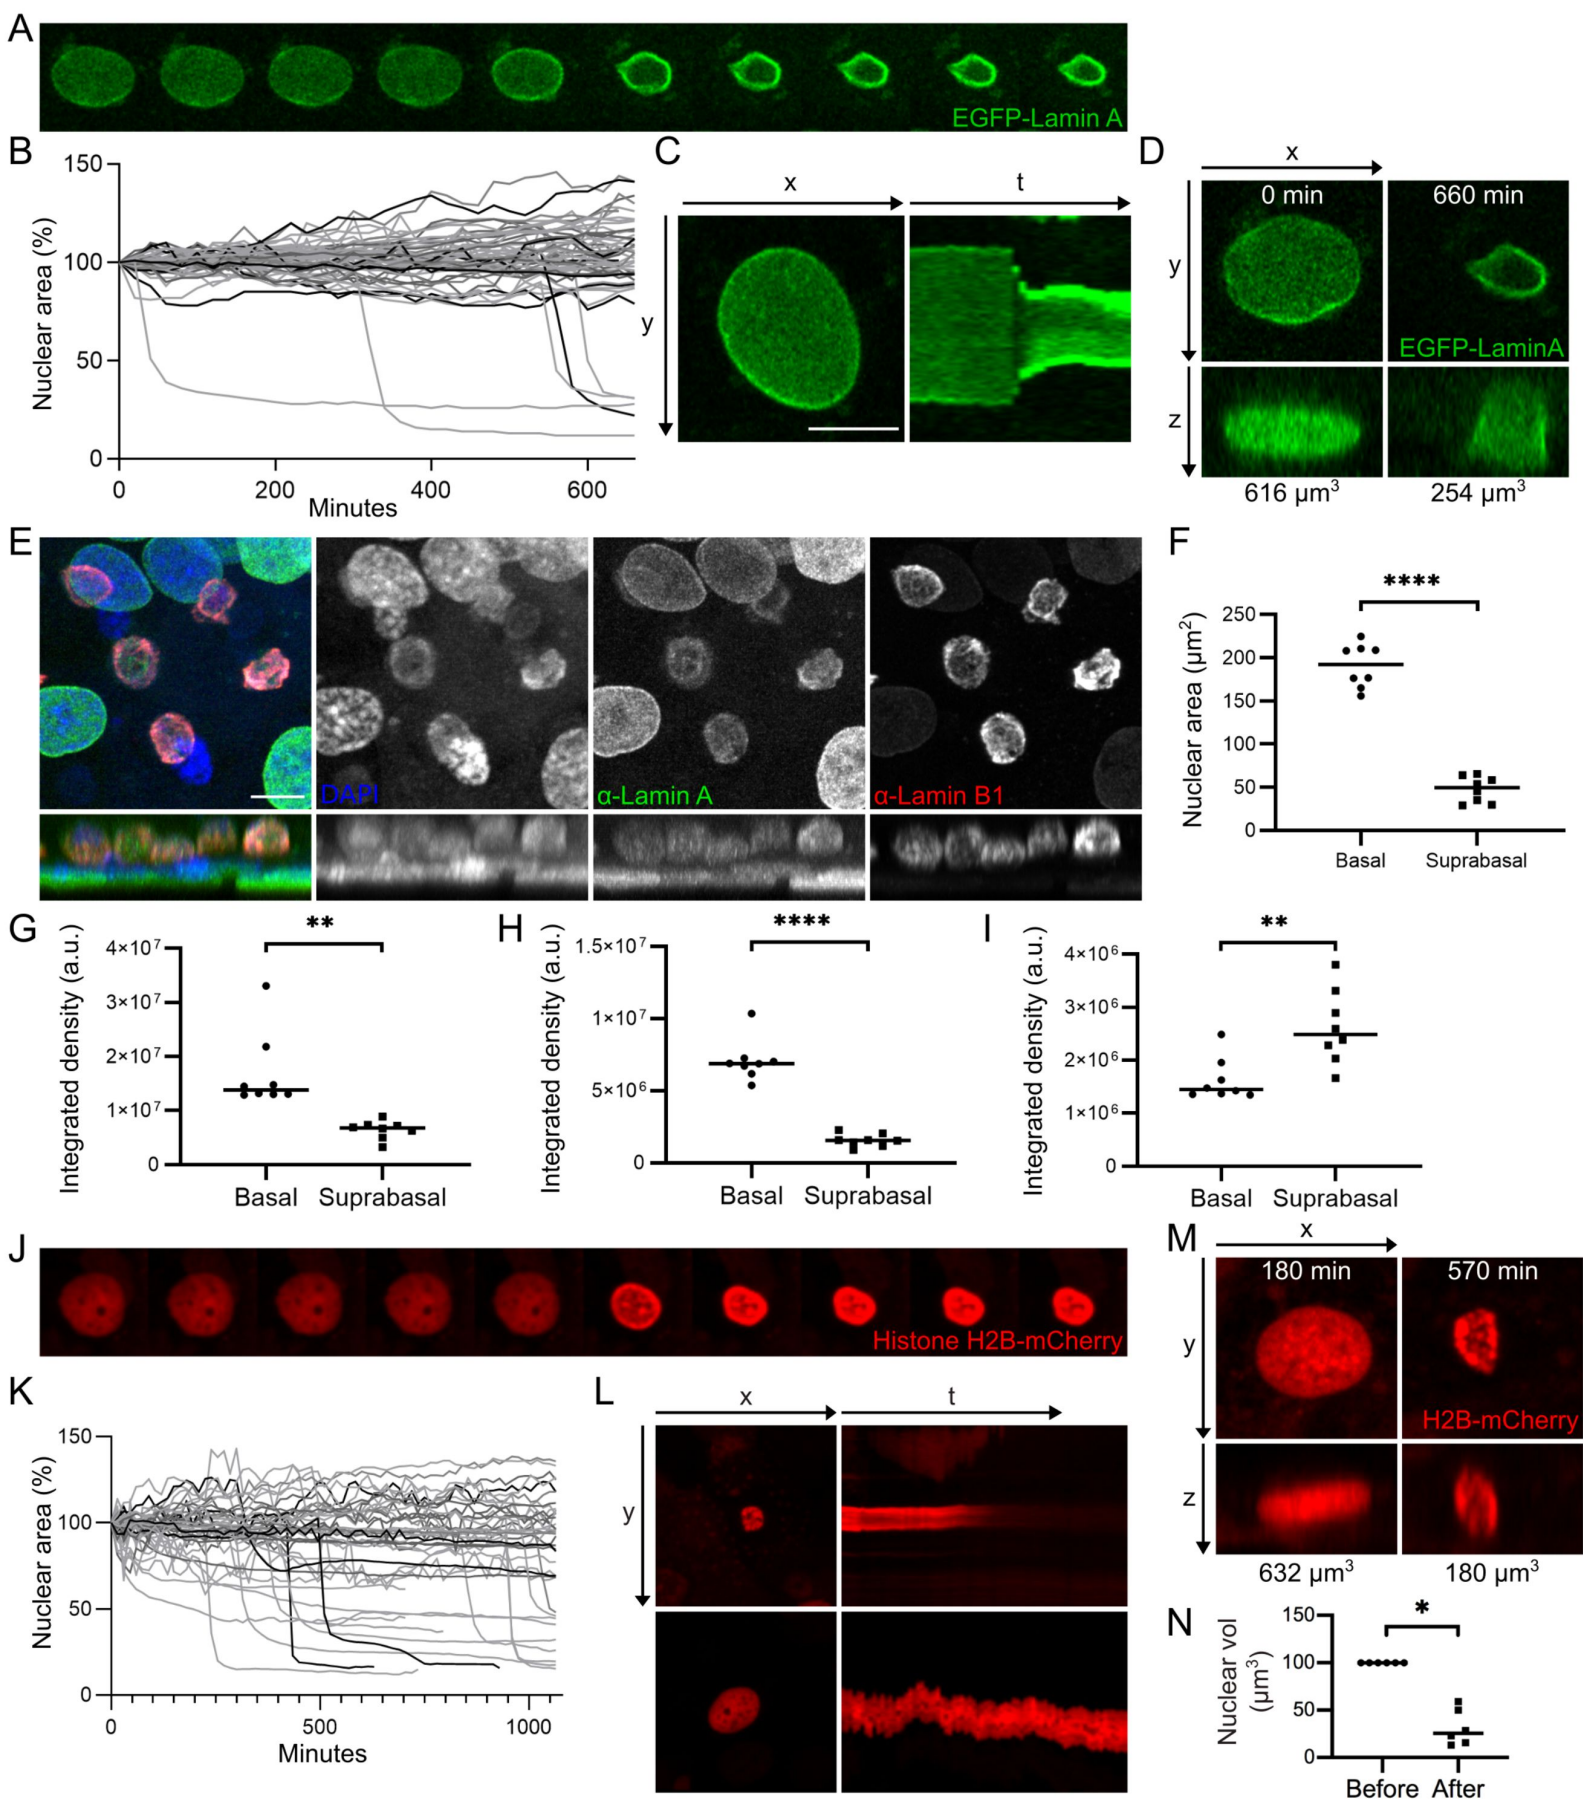 A
EGFP-Lamin A
B
150
100
50
0
0
200
400
600
Nuclear area (%)
Minutes
C
x
t
y
D
x
0 min
660 min
y
EGFP-LaminA
z
616 µm³
254 µm³
E
DAPI
α-Lamin A
α-Lamin B1
F
****
Nuclear area (µm²)
250
200
150
100
50
0
Basal
Suprabasal
G
**
Integrated density (a.u.)
4×10⁷
3×10⁷
2×10⁷
1×10⁷
0
Basal
Suprabasal
H
****
Integrated density (a.u.)
1.5×10⁷
1×10⁷
5×10⁶
0
Basal
Suprabasal
I
**
Integrated density (a.u.)
4×10⁶
3×10⁶
2×10⁶
1×10⁶
0
Basal
Suprabasal
J
Histone H2B-mCherry
K
Nuclear area (%)
150
100
50
0
0
500
1000
Minutes
L
x
t
y
M
x
180 min
570 min
y
H2B-mCherry
z
632 µm³
180 µm³
N
*
Nuclear vol
(µm³)
150
100
50
0
Before
After